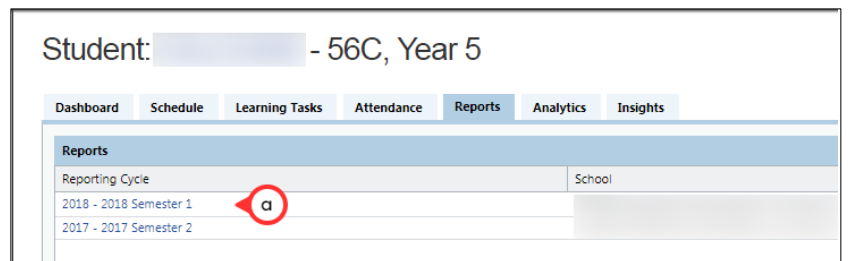 Student: - 56C, Year 5
Dashboard Schedule Learning Tasks Attendance Reports Analytics Insights
Reports
Reporting Cycle School
2018 - 2018 Semester 1 a
2017 - 2017 Semester 2